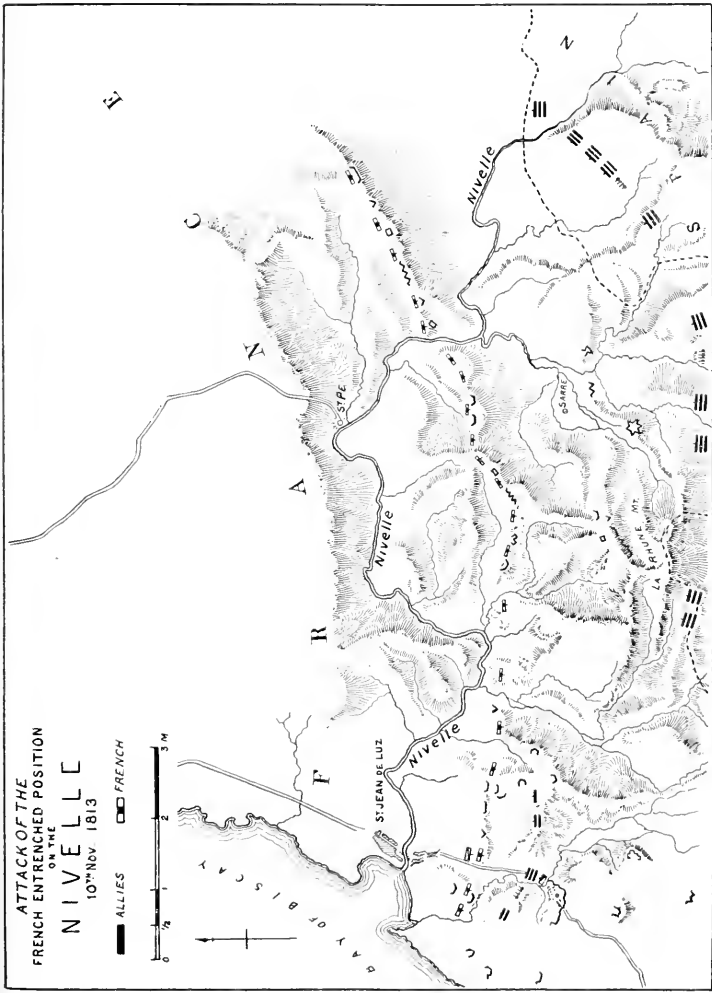 ATTACK OF THE
FRENCH ENTRENCHED POSITION
ON THE
NIVELLE
10TH Nov. 1813
ALLIES
FRENCH
0 1/2 1 2 3 M
BAY OF BISCAY
ST JEAN DE LUZ
Nivelle
Nivelle
Nivelle
ST PE
SARRE
LA RHUNE MT.
F R A N C E
S P A I N